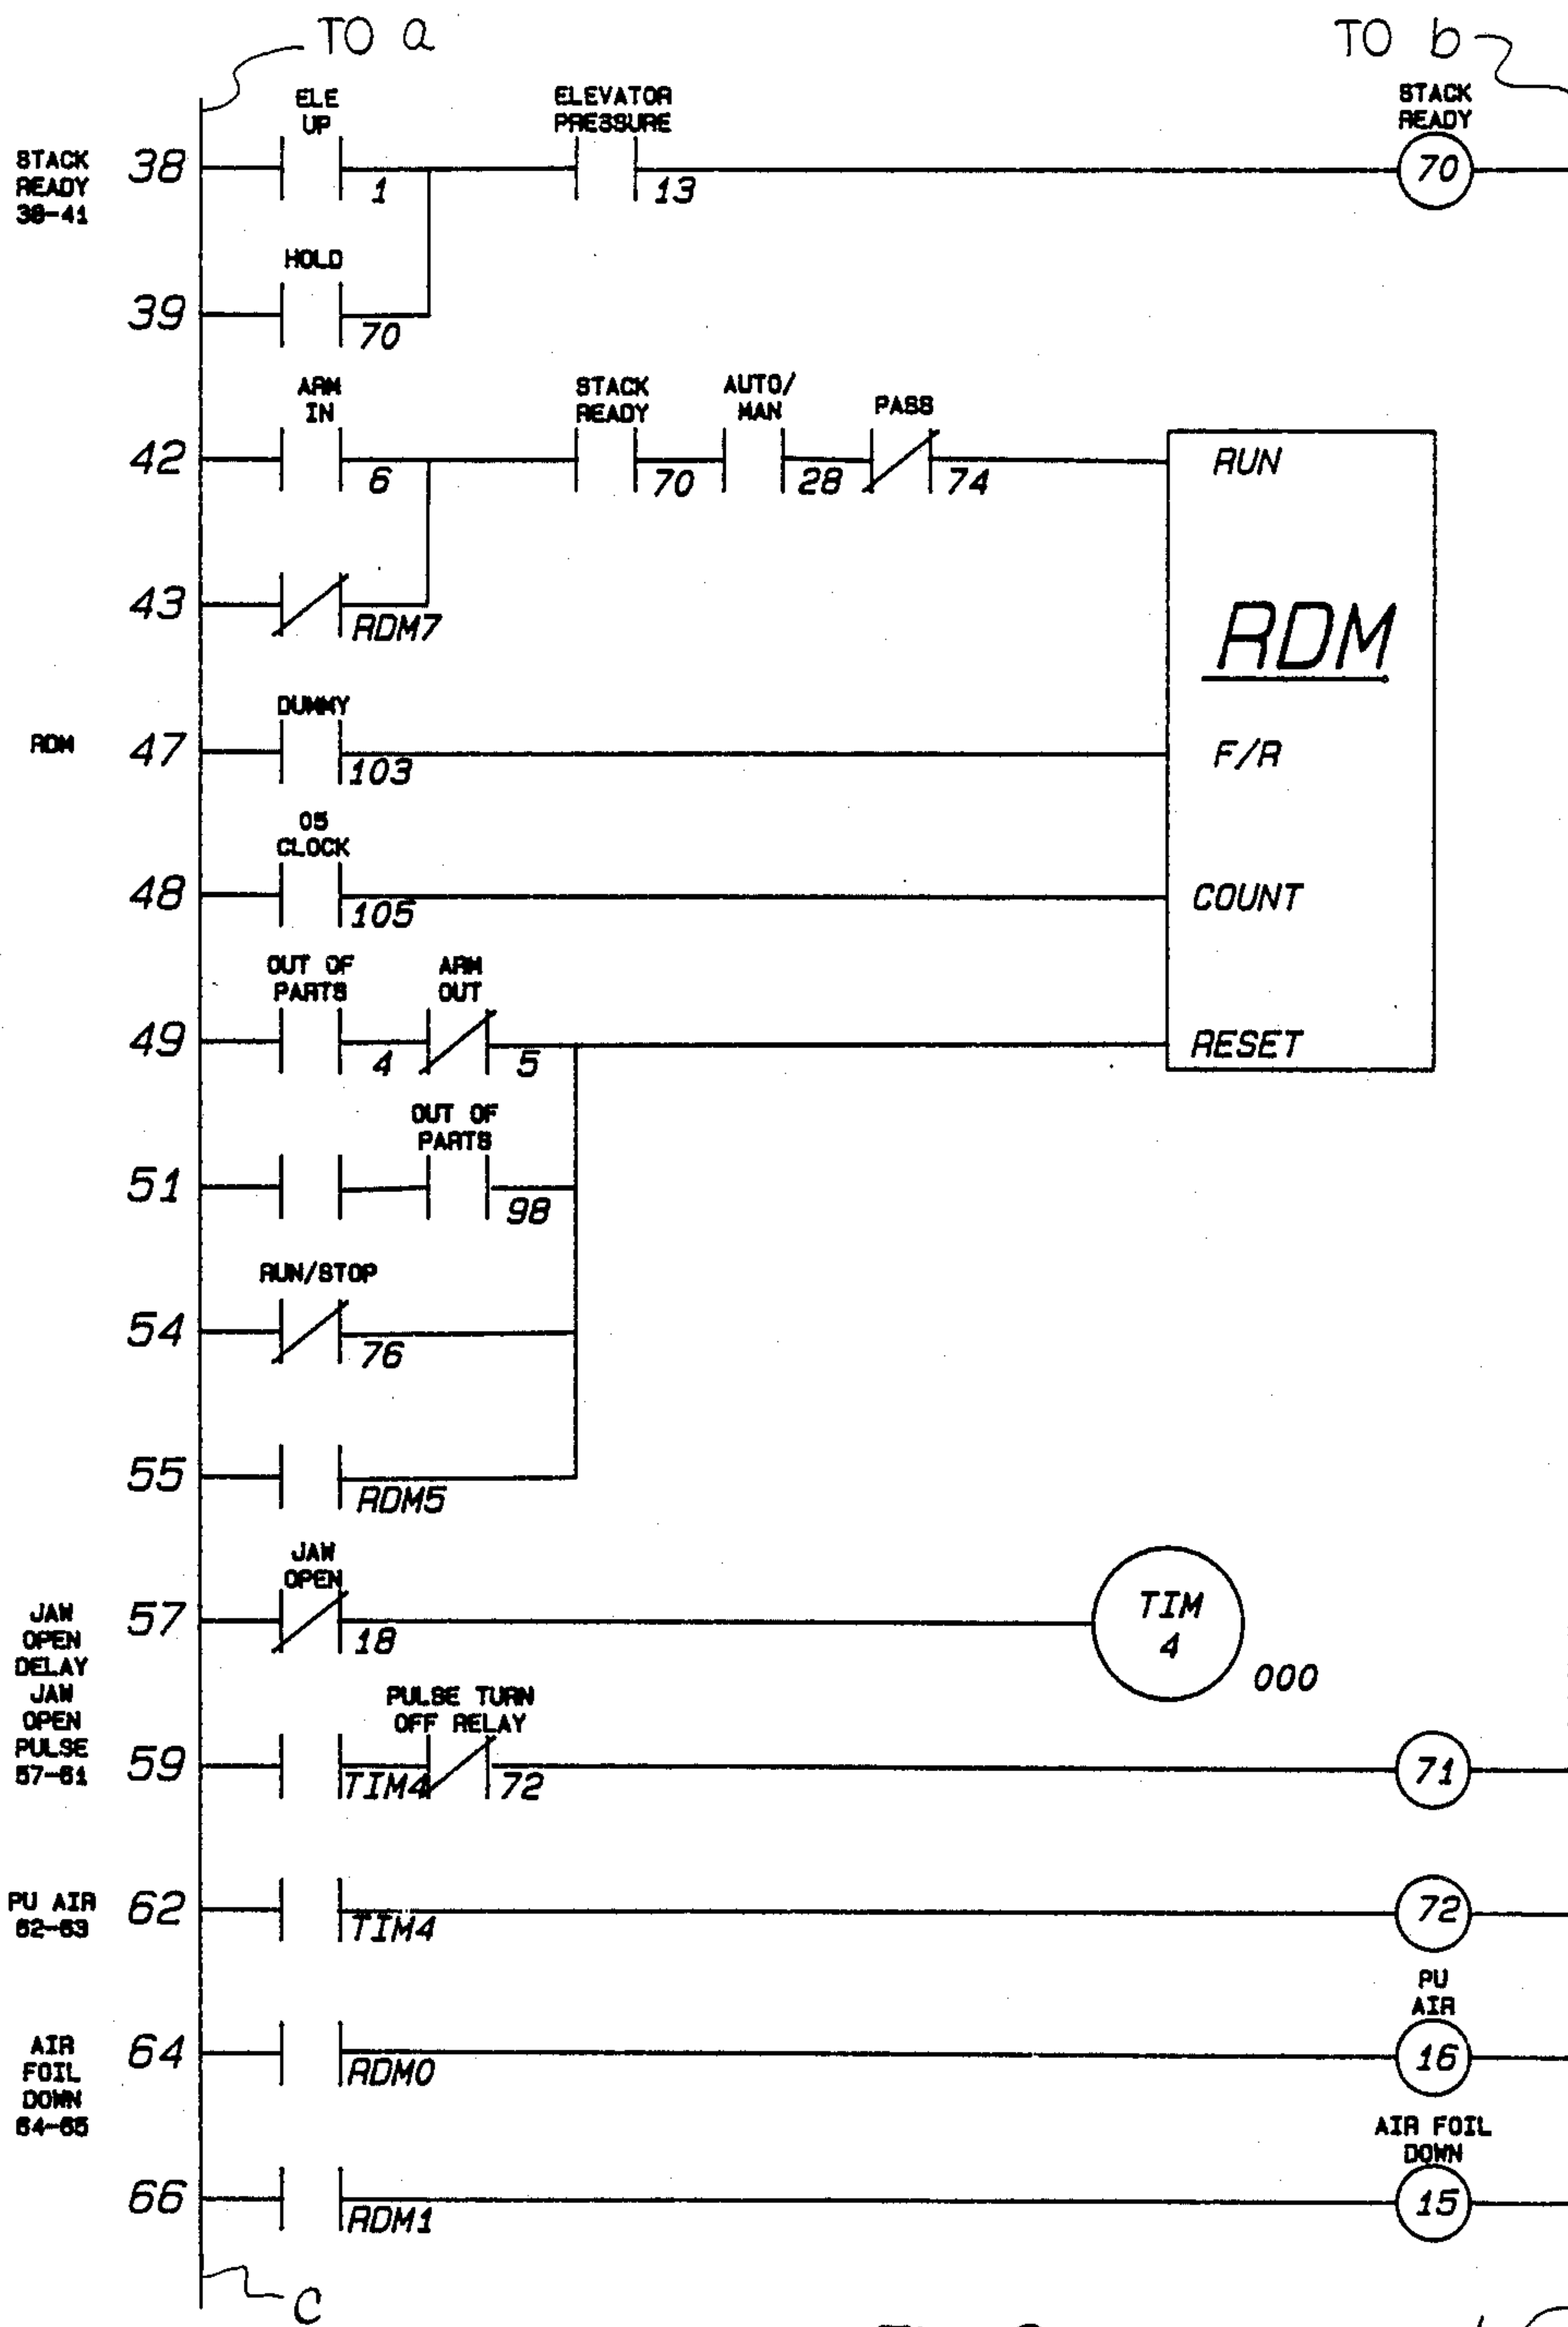 TO a
TO b
ELE
UP
ELEVATOR
PRESSURE
STACK
READY
STACK
READY
38-41
38
1
13
70
HOLD
39
70
ARM
IN
STACK
READY
AUTO/
MAN
PASS
42
6
70
28
74
RUN
43
RDM7
RDM
DUMMY
RDM
47
103
F/R
05
CLOCK
48
105
COUNT
OUT OF
PARTS
ARM
OUT
49
4
5
RESET
OUT OF
PARTS
51
98
RUN/STOP
54
76
55
RDM5
JAW
OPEN
57
18
TIM
4
000
JAW
OPEN
DELAY
JAW
OPEN
PULSE
57-61
PULSE TURN
OFF RELAY
59
TIM4
72
71
PU AIR
62-63
62
TIM4
72
PU
AIR
AIR
FOIL
DOWN
64-65
64
RDM0
16
AIR FOIL
DOWN
66
RDM1
15
C